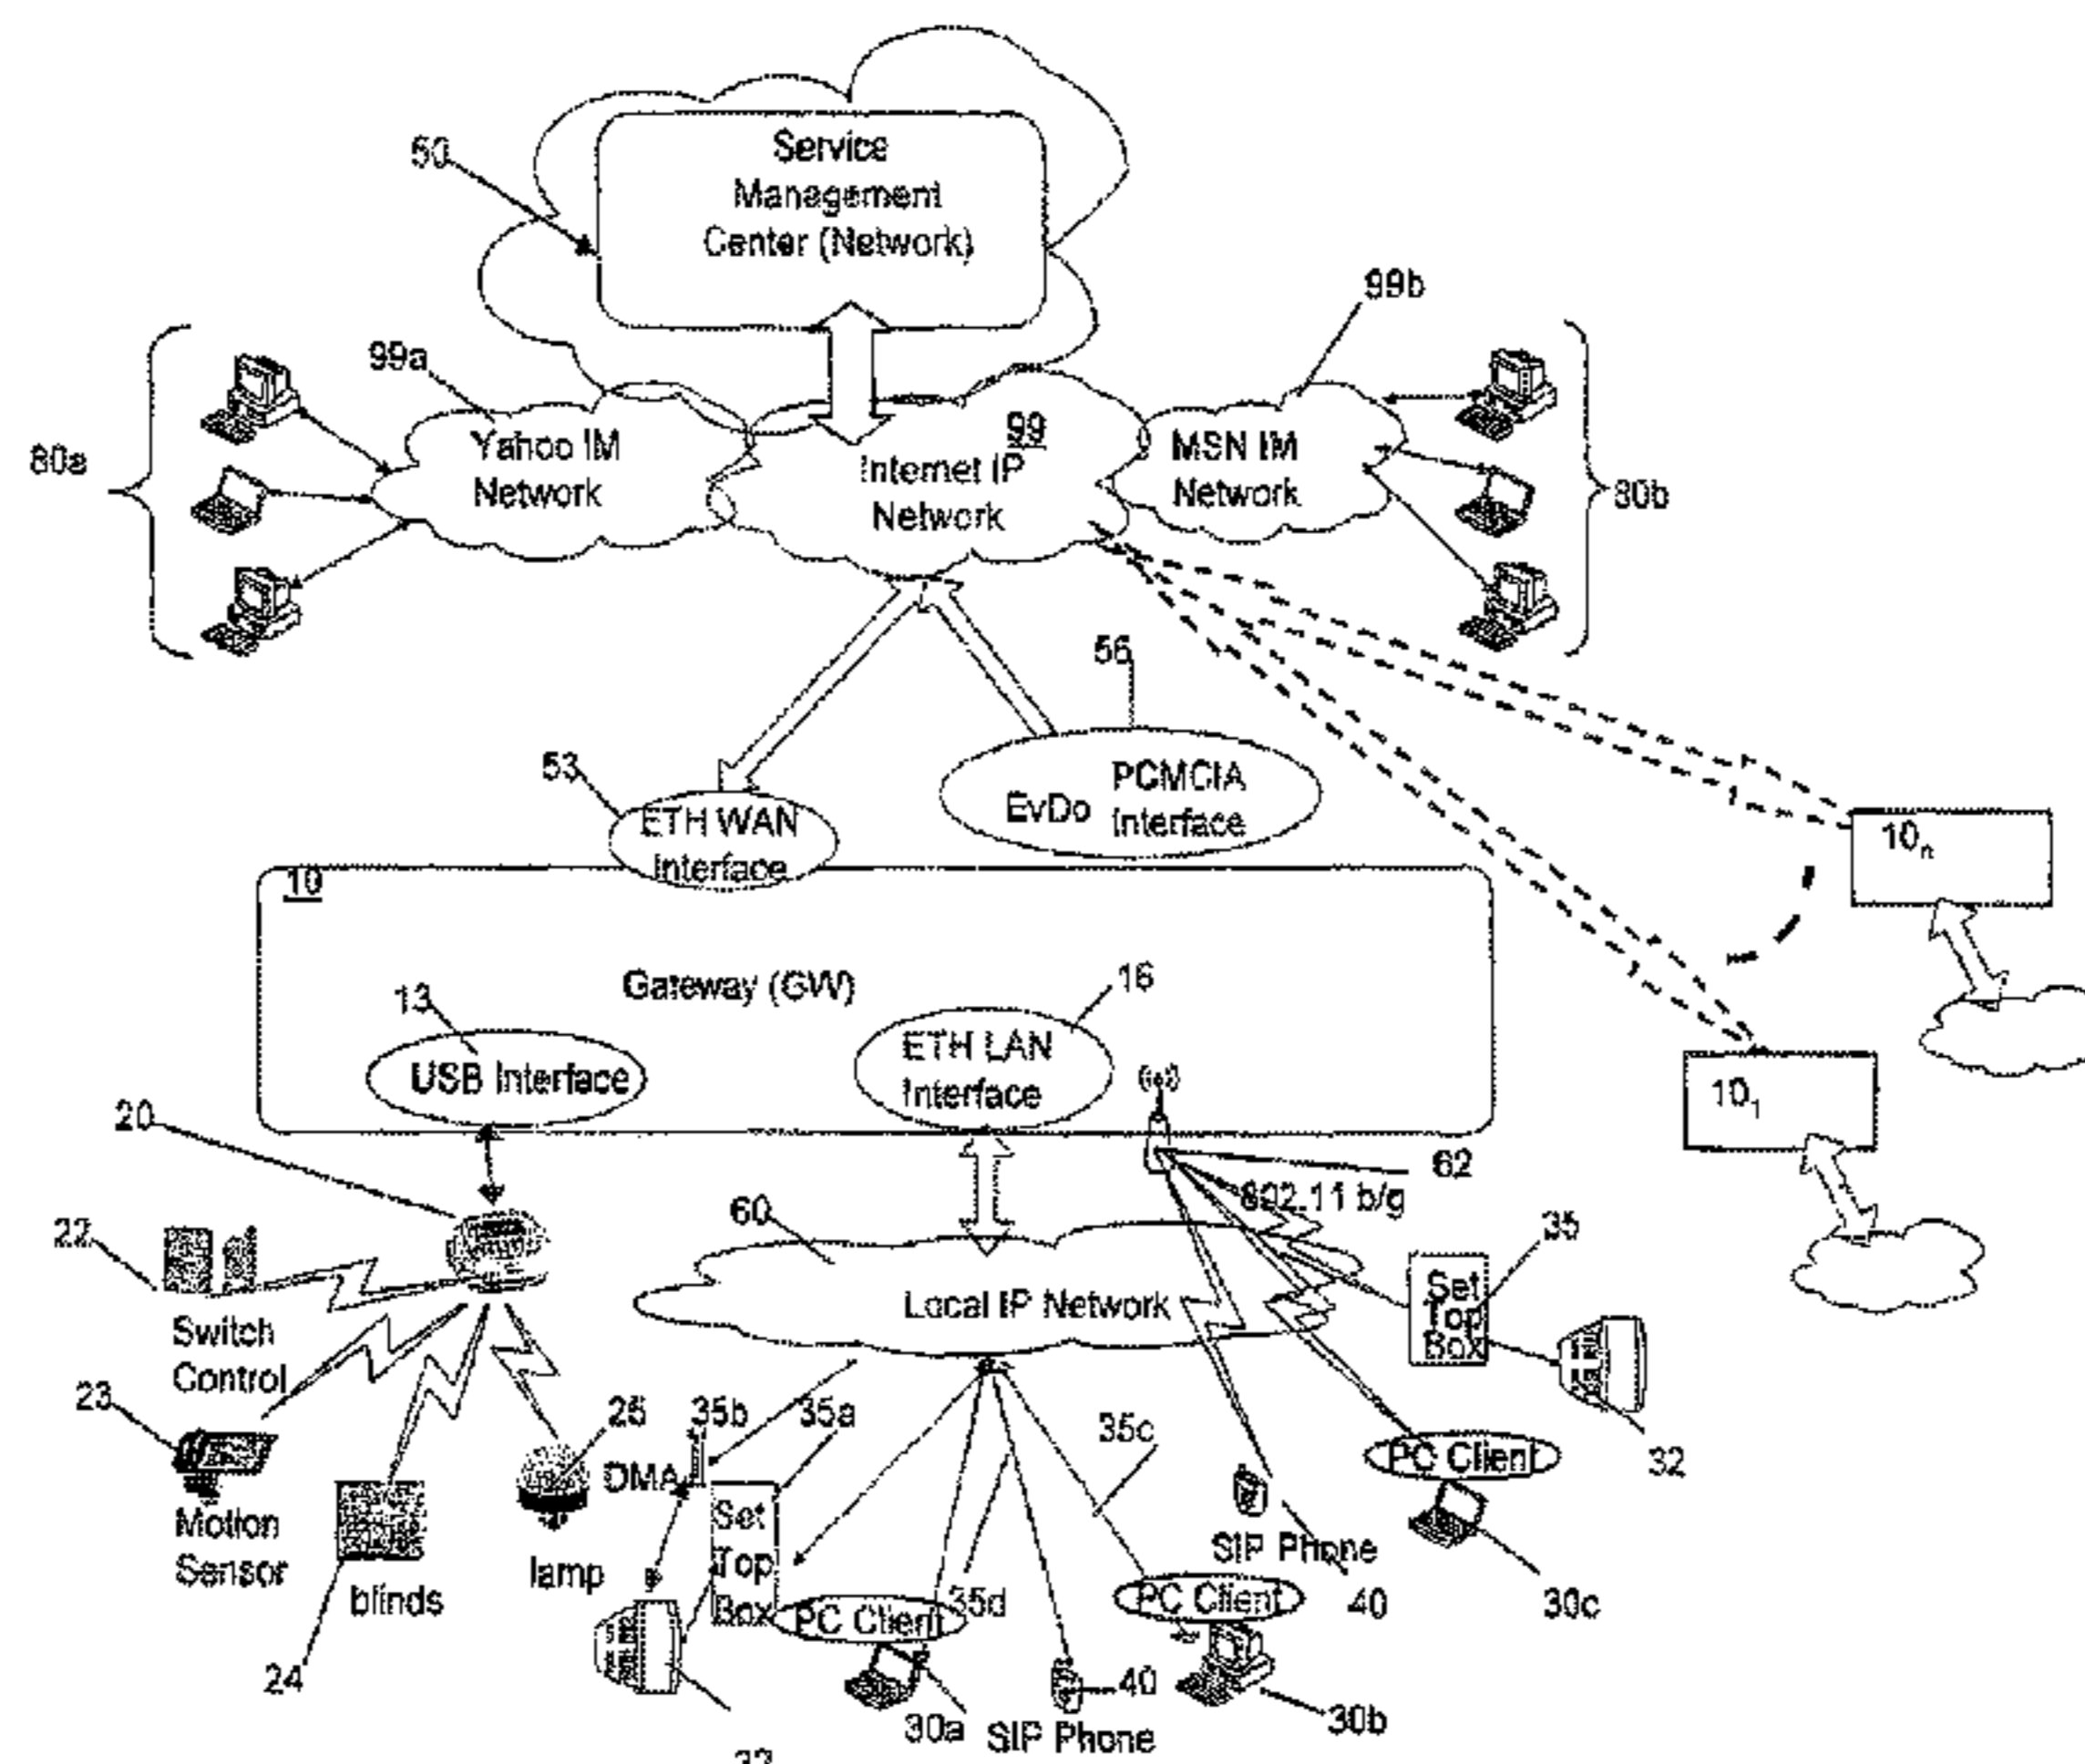 Service
Management
Center (Network)
50
99b
99a
80a
Yahoo IM
Network
99
Internet IP
Network
MSN IM
Network
80b
56
53
ETH WAN
Interface
EvDo
PCMCIA
Interface
10
10n
Gateway (GW)
13
USB Interface
16
ETH LAN
Interface
101
20
62
802.11 b/g
22
Switch
Control
60
Local IP Network
35
Set
Top
Box
23
Motion
Sensor
25
35b
35a
35c
DMA
Set
Top
Box
PC Client
32
SIP Phone
blinds
lamp
24
PC Client
35d
PC Client
40
30c
40
30a
SIP Phone
30b
32